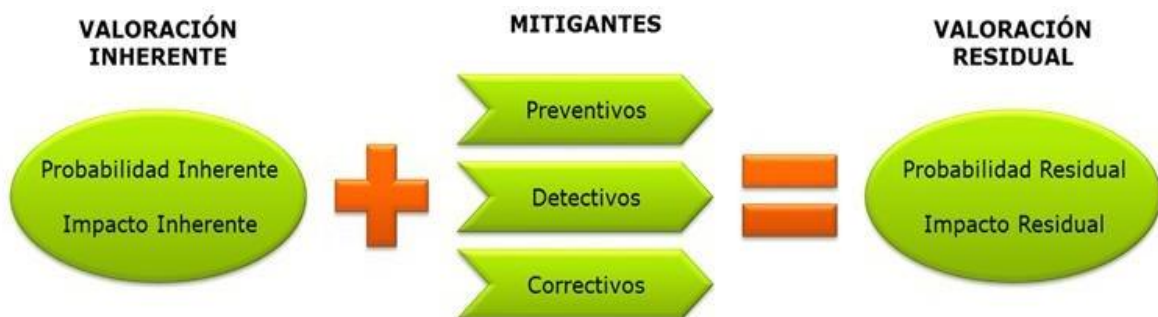 VALORACIÓN
INHERENTE
Probabilidad Inherente
Impacto Inherente
MITIGANTES
Preventivos
Detectivos
Correctivos
VALORACIÓN
RESIDUAL
Probabilidad Residual
Impacto Residual